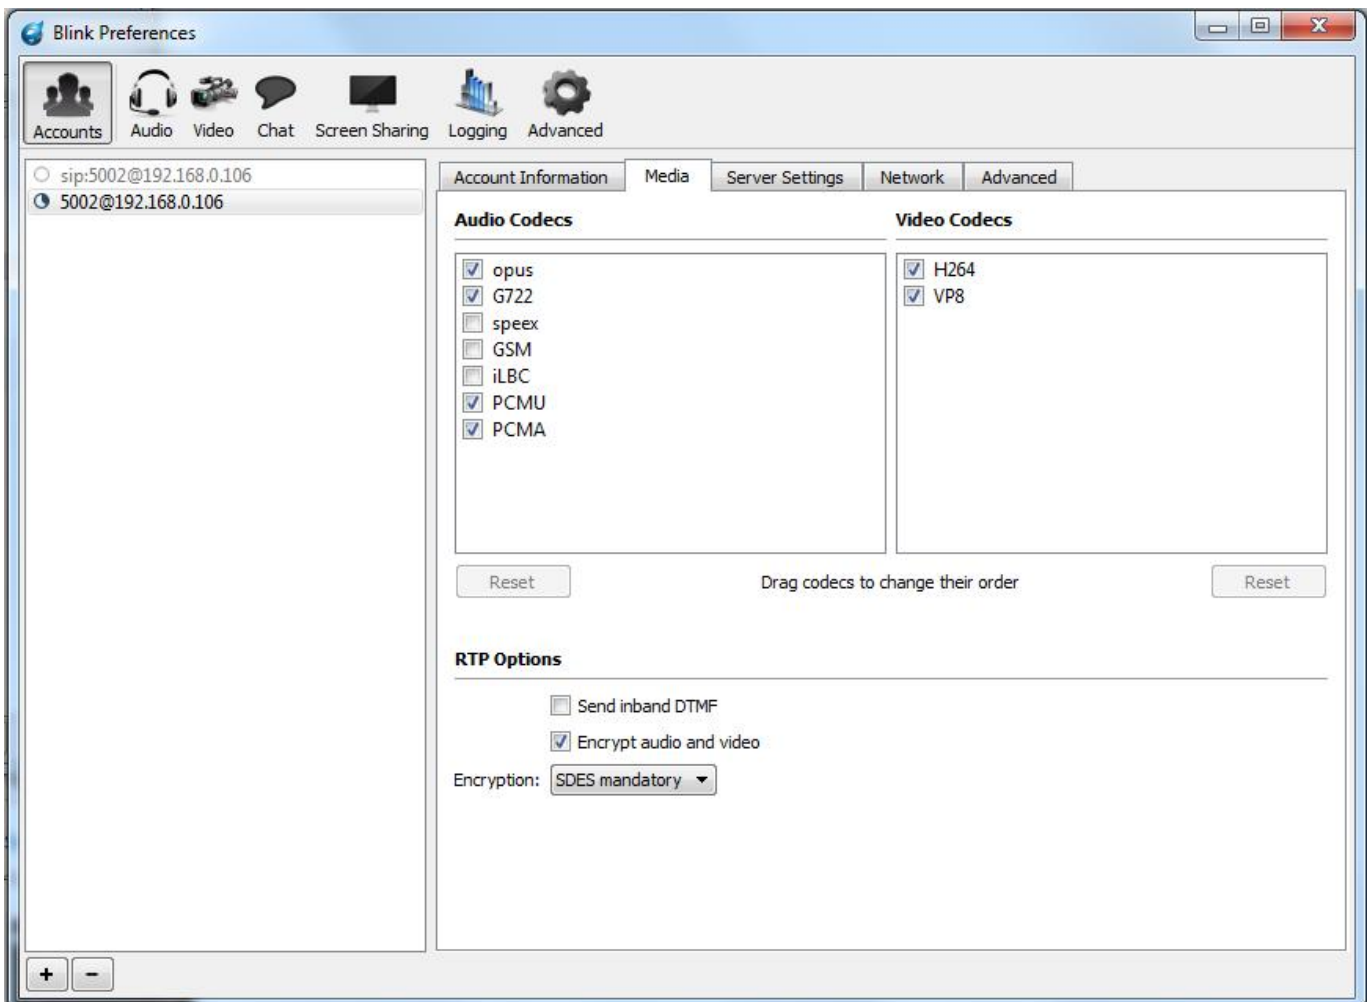 Blink Preferences
Accounts Audio Video Chat Screen Sharing Logging Advanced
sip:5002@192.168.0.106
5002@192.168.0.106
Account Information Media Server Settings Network Advanced
Audio Codecs
opus
G722
speex
GSM
iLBC
PCMU
PCMA
Video Codecs
H264
VP8
Reset Drag codecs to change their order Reset
RTP Options
Send inband DTMF
Encrypt audio and video
Encryption: SDES mandatory